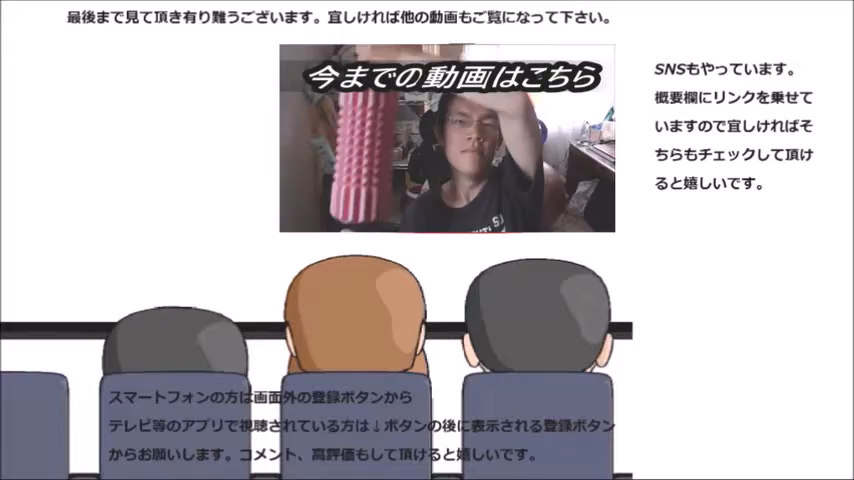 最後まで見て頂き有り難うございます。宜しければ他の動画もご覧になって下さい。
今までの動画はこちら
SNSもやっています。
概要欄にリンクを乗せて
いますので宜しければそ
ちらもチェックして頂け
ると嬉しいです。
スマートフォンの方は画面外の登録ボタンから
テレビ等のアプリで視聴されている方は↓ボタンの後に表示される登録ボタン
からお願いします。コメント、高評価もして頂けると嬉しいです。